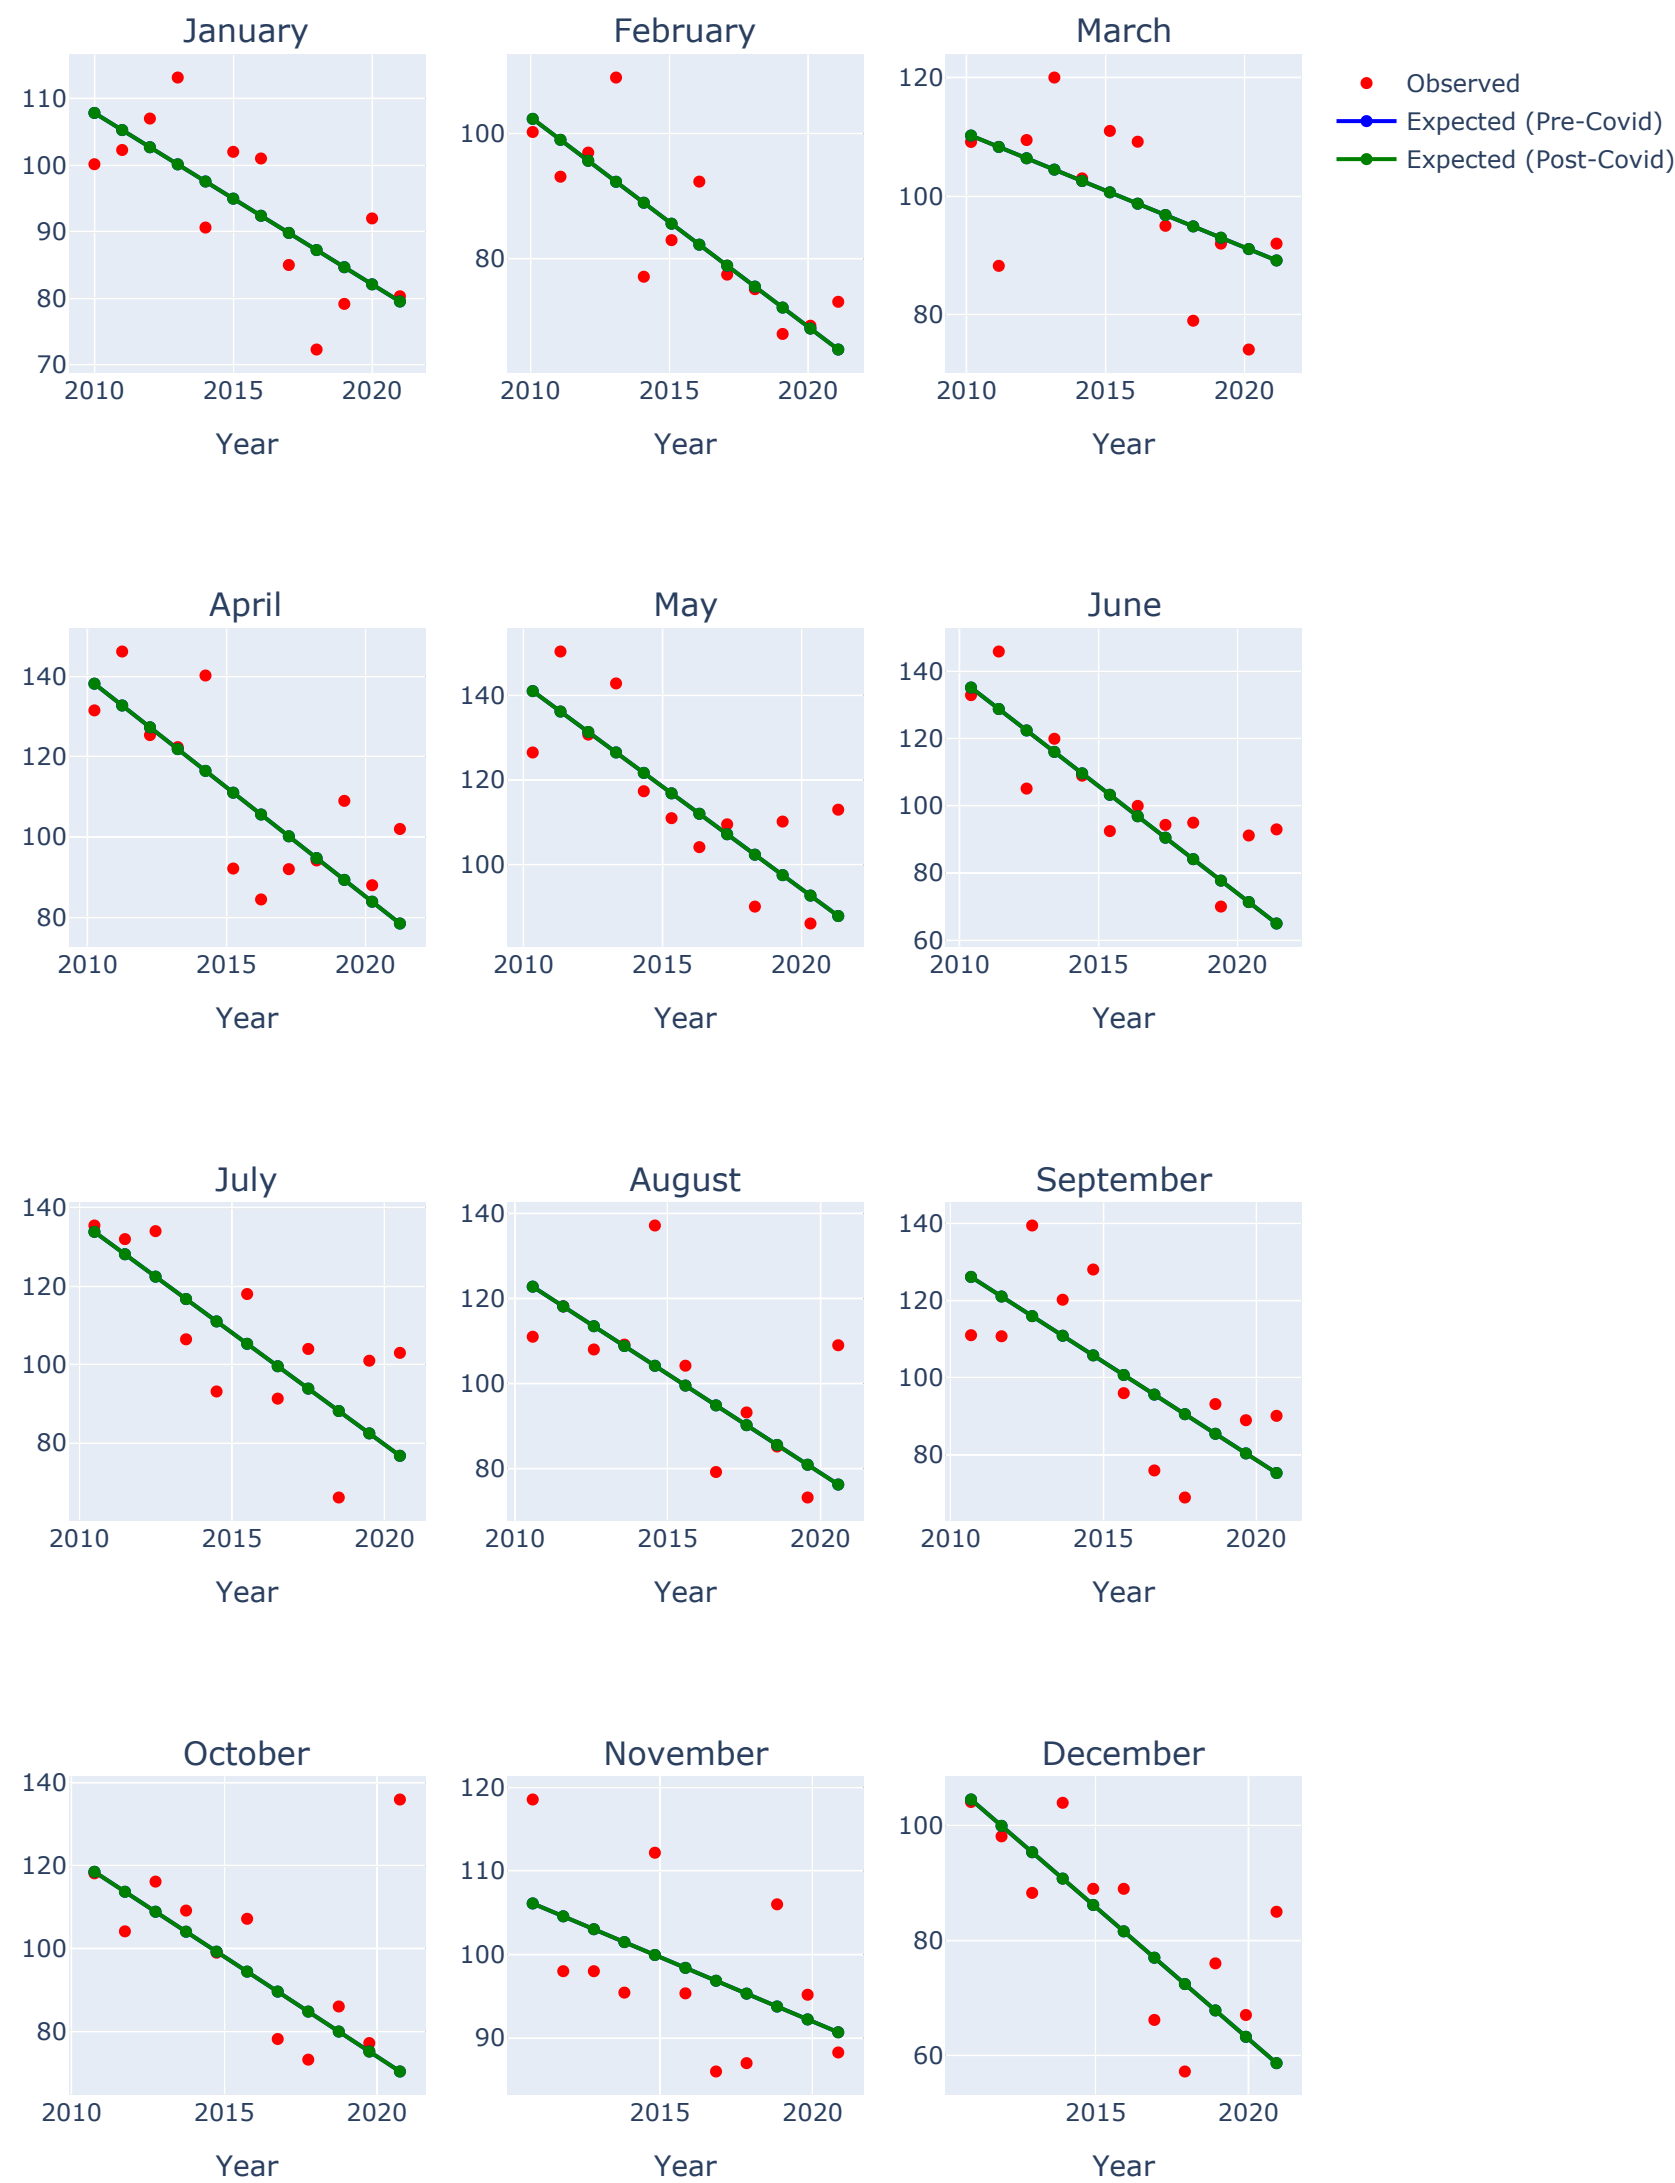 January February March
110
100
90
80
70
2010 2015 2020
Year
100
80
2010 2015 2020
Year
120
100
80
2010 2015 2020
Year
Observed
Expected (Pre-Covid)
Expected (Post-Covid)
April May June
140
120
100
80
2010 2015 2020
Year
140
120
100
2010 2015 2020
Year
140
120
100
80
60
2010 2015 2020
Year
July August September
140
120
100
80
2010 2015 2020
Year
140
120
100
80
2010 2015 2020
Year
140
120
100
80
2010 2015 2020
Year
October November December
140
120
100
80
2010 2015 2020
Year
120
110
100
90
2015 2020
Year
100
80
60
2015 2020
Year